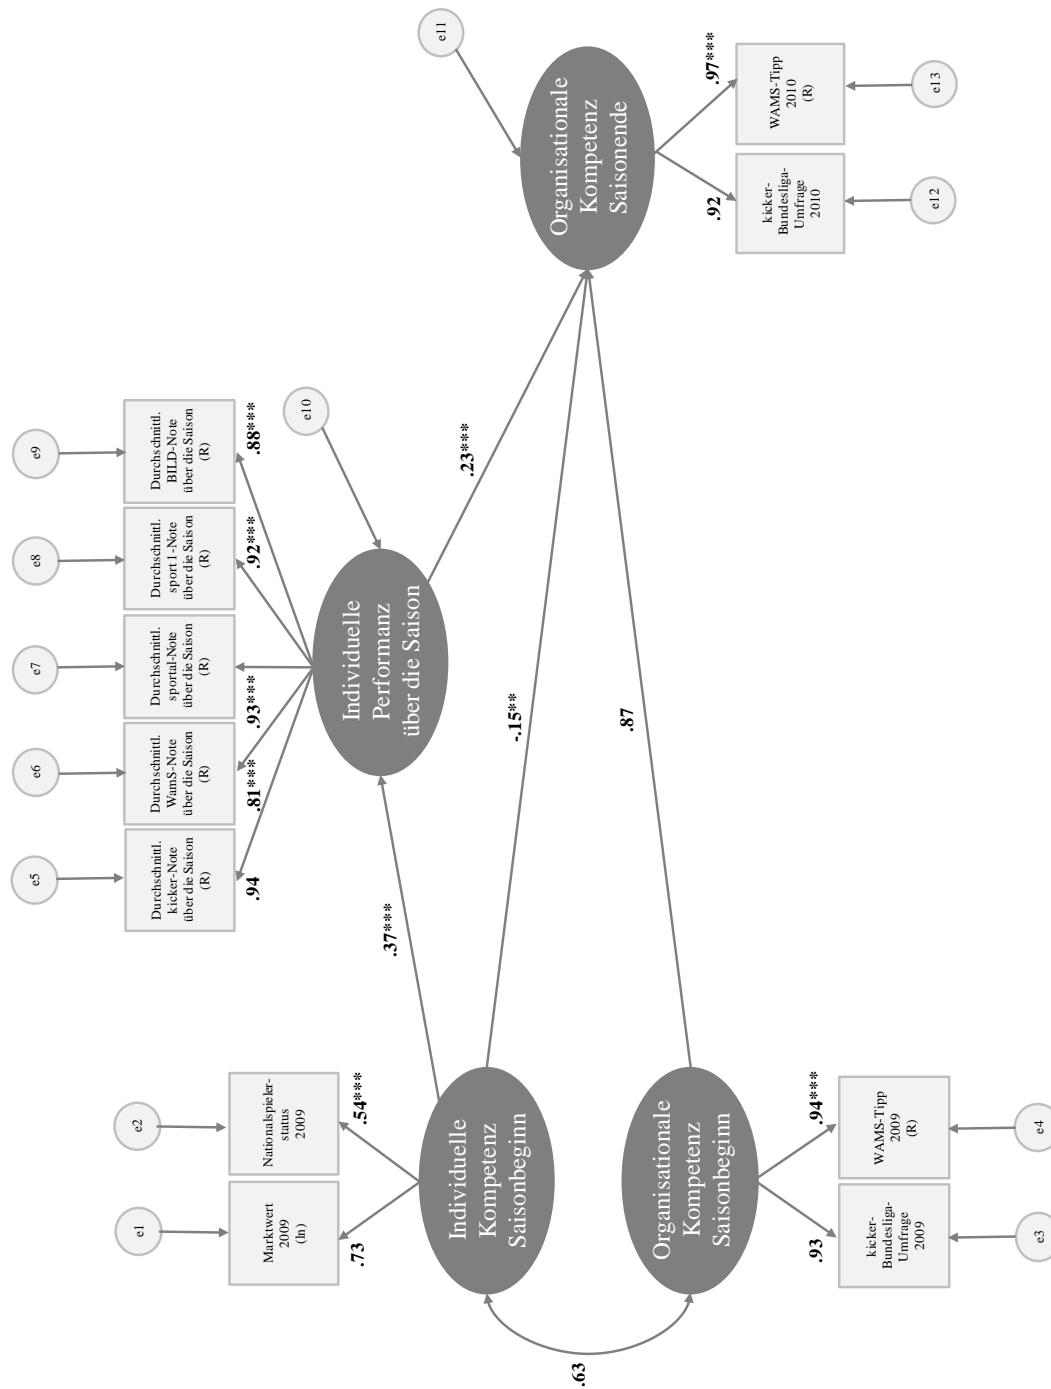 e1
e2
Marktwert
2009
(ln)
Nationalspieler-
status
2009
.73
.54***
Individuelle
Kompetenz
Saisonbeginn
.63
Organisationale
Kompetenz
Saisonbeginn
.93
.94***
kicker-
Bundesliga-
Umfrage
2009
WAMS-Tipp
2009
(R)
e3
e4
e5
e6
e7
e8
e9
Durchschnittl.
kicker-Note
über die Saison
(R)
Durchschnittl.
WamS-Note
über die Saison
(R)
Durchschnittl.
sportal-Note
über die Saison
(R)
Durchschnittl.
sport1-Note
über die Saison
(R)
Durchschnittl.
BILD-Note
über die Saison
(R)
.94
.81***
.93***
.92***
.88***
e10
Individuelle
Performanz
über die Saison
.37***
.23***
-.15**
.87
e11
Organisationale
Kompetenz
Saisonende
.92
.97***
kicker-
Bundesliga-
Umfrage
2010
WAMS-Tipp
2010
(R)
e12
e13